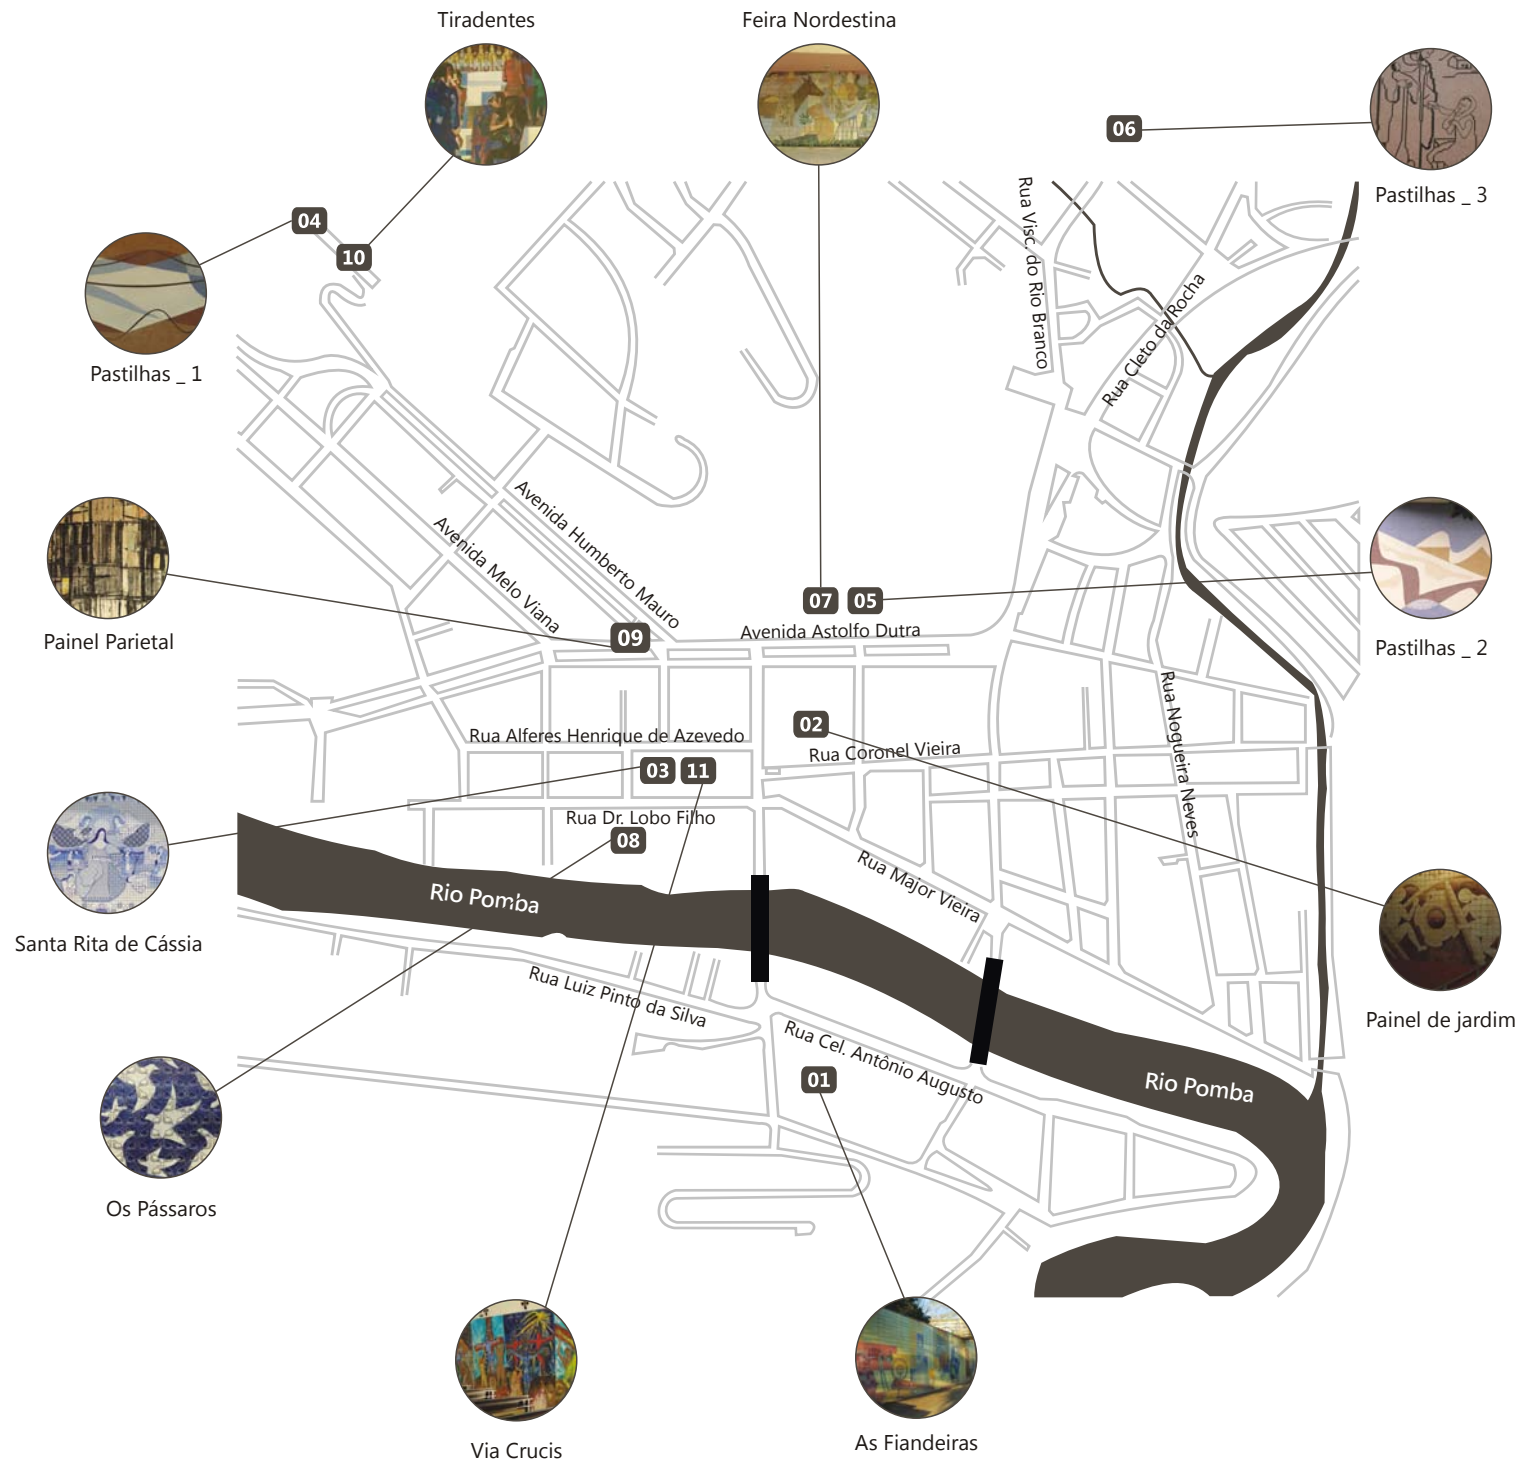 Tiradentes
Feira Nordestina
06
Pastilhas _ 3
04
10
Pastilhas _ 1
Rua Visc. do Rio Branco
Rua Cleto da Rocha
Avenida Humberto Mauro
Avenida Melo Viana
Painel Parietal
07
05
09
Avenida Astolfo Dutra
Pastilhas _ 2
Rua Nogueira Neves
02
Rua Alferes Henrique de Azevedo
Rua Coronel Vieira
03
11
Rua Dr. Lobo Filho
08
Rua Major Vieira
Rio Pomba
Santa Rita de Cássia
Rua Luiz Pinto da Silva
Painel de jardim
Rua Cel. Antônio Augusto
01
Rio Pomba
Os Pássaros
Via Crucis
As Fiandeiras